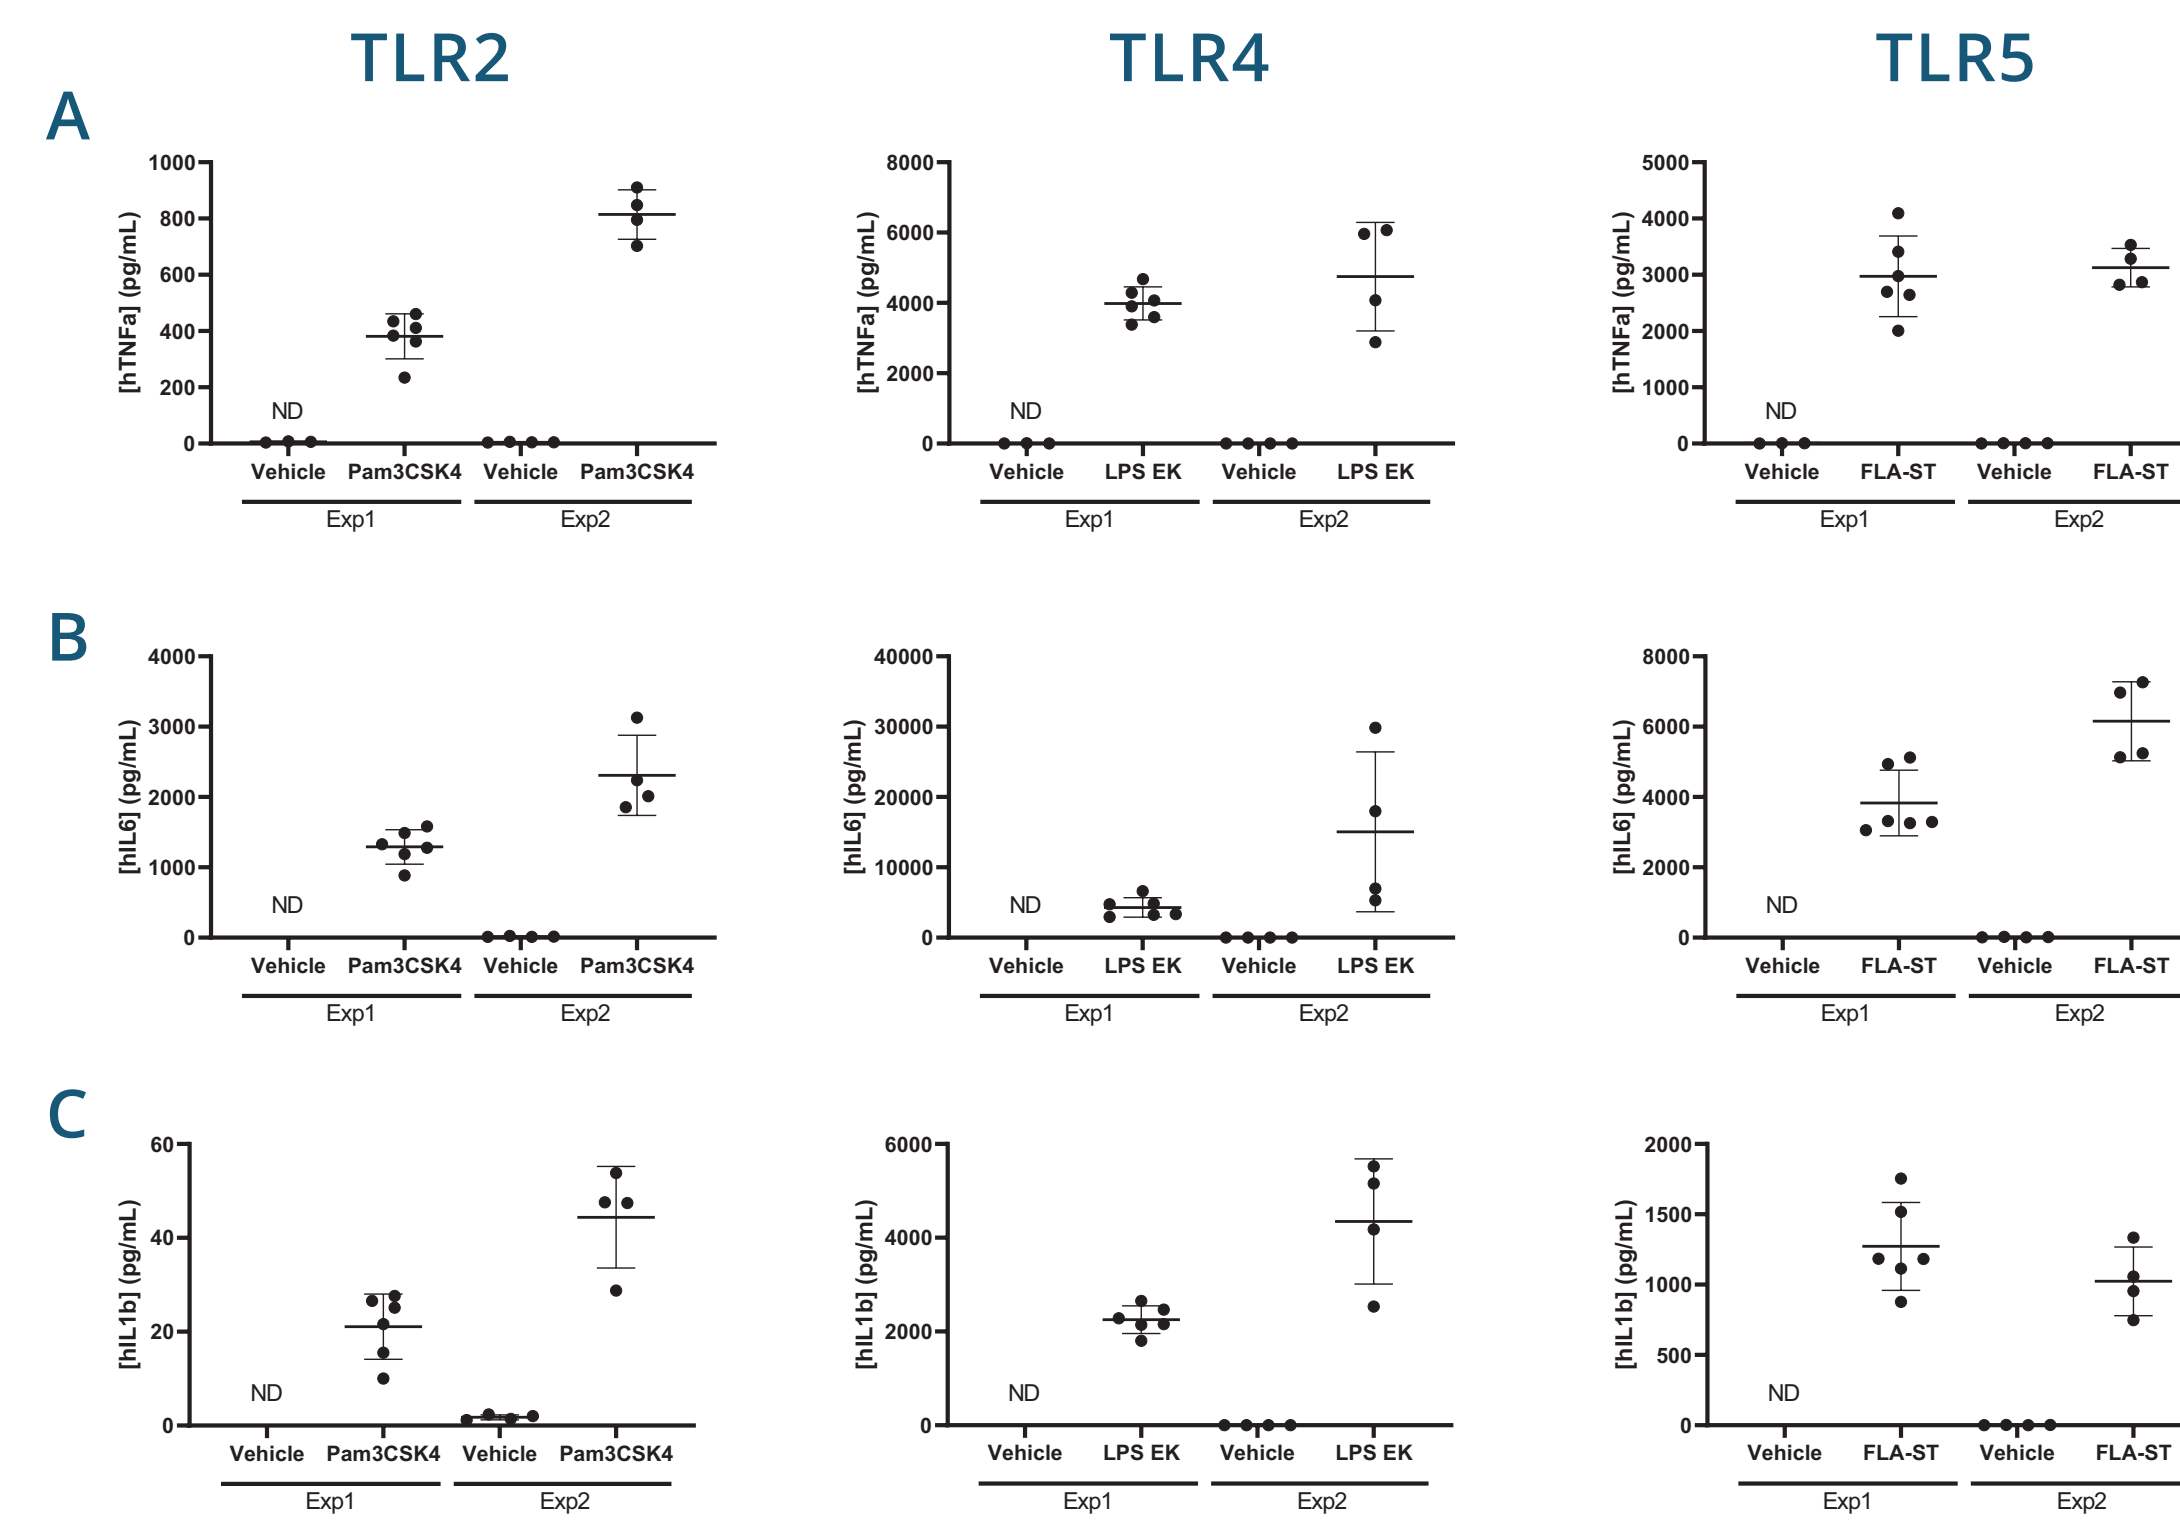 TLR2 TLR4 TLR5
A
[hTNFa] (pg/mL)
1000
800
600
400
200
0
ND
Vehicle Pam3CSK4 Vehicle Pam3CSK4
Exp1 Exp2
[hTNFa] (pg/mL)
8000
6000
4000
2000
0
ND
Vehicle LPS EK Vehicle LPS EK
Exp1 Exp2
[hTNFa] (pg/mL)
5000
4000
3000
2000
1000
0
ND
Vehicle FLA-ST Vehicle FLA-ST
Exp1 Exp2
B
[hIL6] (pg/mL)
4000
3000
2000
1000
0
ND
Vehicle Pam3CSK4 Vehicle Pam3CSK4
Exp1 Exp2
[hIL6] (pg/mL)
40000
30000
20000
10000
0
ND
Vehicle LPS EK Vehicle LPS EK
Exp1 Exp2
[hIL6] (pg/mL)
8000
6000
4000
2000
0
ND
Vehicle FLA-ST Vehicle FLA-ST
Exp1 Exp2
C
[hIL1b] (pg/mL)
60
40
20
0
ND
Vehicle Pam3CSK4 Vehicle Pam3CSK4
Exp1 Exp2
[hIL1b] (pg/mL)
6000
4000
2000
0
ND
Vehicle LPS EK Vehicle LPS EK
Exp1 Exp2
[hIL1b] (pg/mL)
2000
1500
1000
500
0
ND
Vehicle FLA-ST Vehicle FLA-ST
Exp1 Exp2